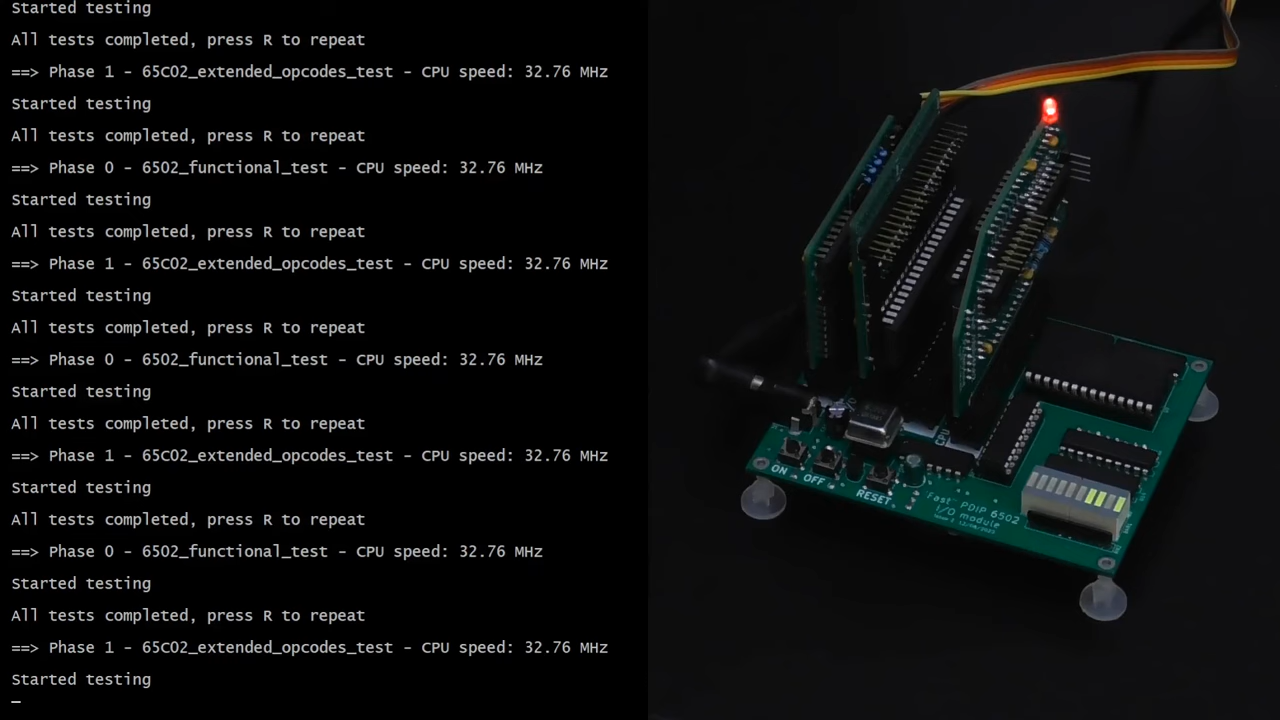 Started testing
All tests completed, press R to repeat
==> Phase 1 - 65C02_extended_opcodes_test - CPU speed: 32.76 MHz
Started testing
All tests completed, press R to repeat
==> Phase 0 - 6502_functional_test - CPU speed: 32.76 MHz
Started testing
All tests completed, press R to repeat
==> Phase 1 - 65C02_extended_opcodes_test - CPU speed: 32.76 MHz
Started testing
All tests completed, press R to repeat
==> Phase 0 - 6502_functional_test - CPU speed: 32.76 MHz
Started testing
All tests completed, press R to repeat
==> Phase 1 - 65C02_extended_opcodes_test - CPU speed: 32.76 MHz
Started testing
All tests completed, press R to repeat
==> Phase 0 - 6502_functional_test - CPU speed: 32.76 MHz
Started testing
All tests completed, press R to repeat
==> Phase 1 - 65C02_extended_opcodes_test - CPU speed: 32.76 MHz
Started testing
CPU
ON
OFF
RESET
Fast PDIP 6502
I/O module